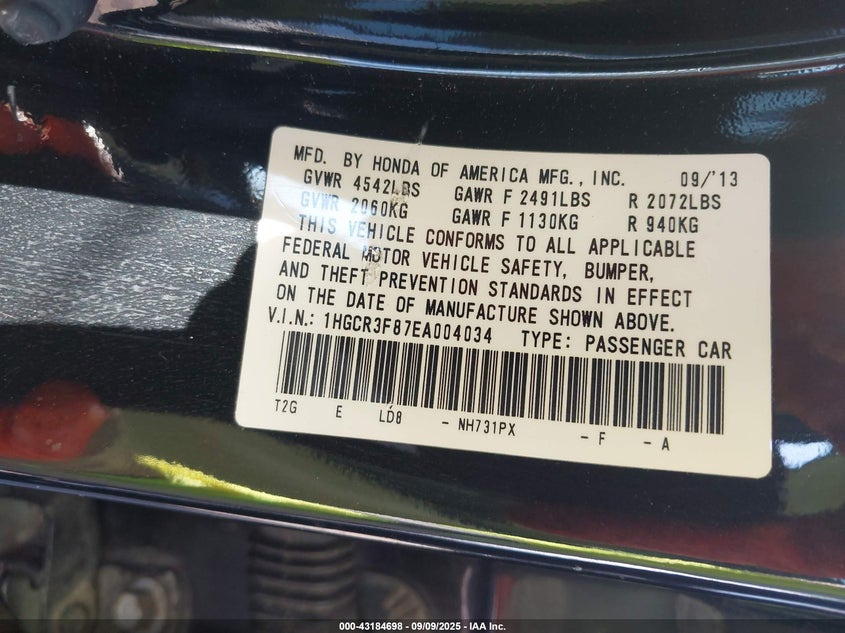 MFD. BY HONDA OF AMERICA MFG., INC. 09/'13
GVWR 4542LBS GAWR F 2491LBS R 2072LBS
GVWR 2060KG GAWR F 1130KG R 940KG
THIS VEHICLE CONFORMS TO ALL APPLICABLE
FEDERAL MOTOR VEHICLE SAFETY, BUMPER,
AND THEFT PREVENTION STANDARDS IN EFFECT
ON THE DATE OF MANUFACTURE SHOWN ABOVE.
V.I.N.: 1HGCR3F87EA004034 TYPE: PASSENGER CAR
T2G E LD8 - NH731PX - F - A
000-43184698 - 09/09/2025 - IAA Inc.